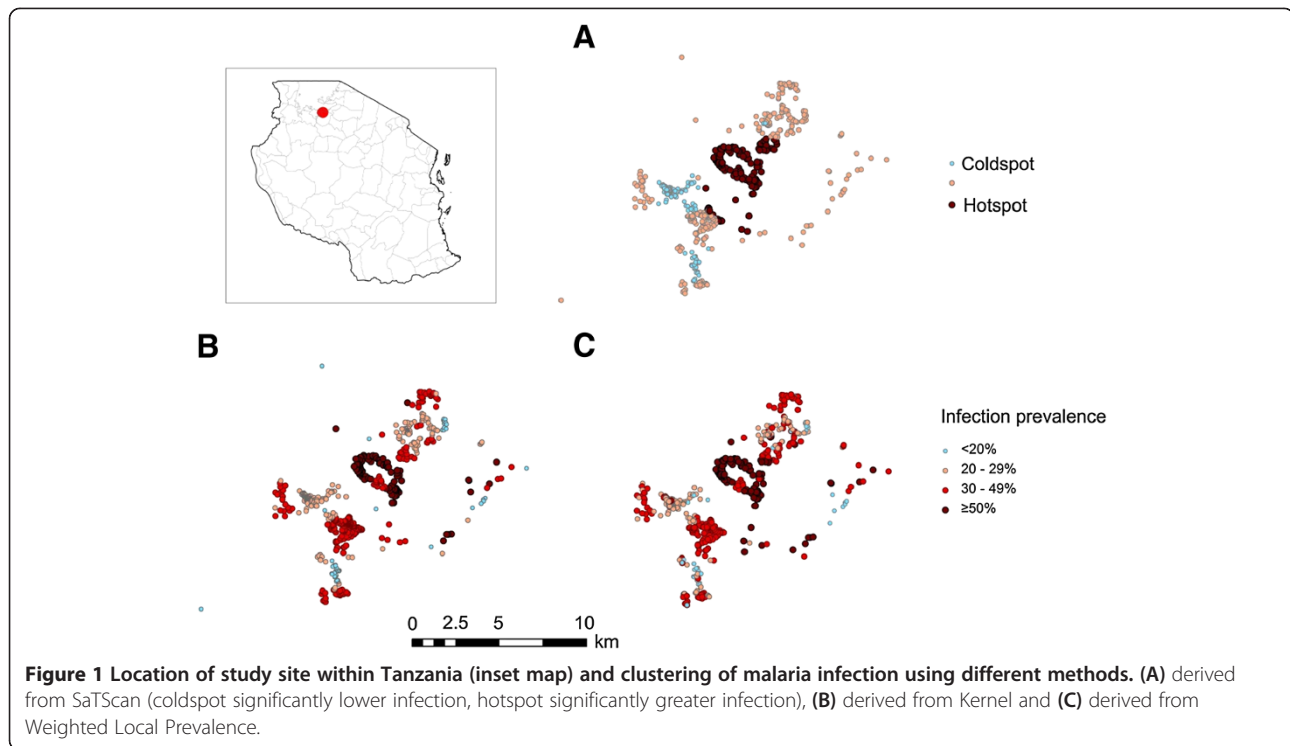 A
Coldspot
Hotspot
B
C
Infection prevalence
<20%
20 - 29%
30 - 49%
≥50%
0 2.5 5 10
km
Figure 1 Location of study site within Tanzania (inset map) and clustering of malaria infection using different methods. (A) derived
from SaTScan (coldspot significantly lower infection, hotspot significantly greater infection), (B) derived from Kernel and (C) derived from
Weighted Local Prevalence.